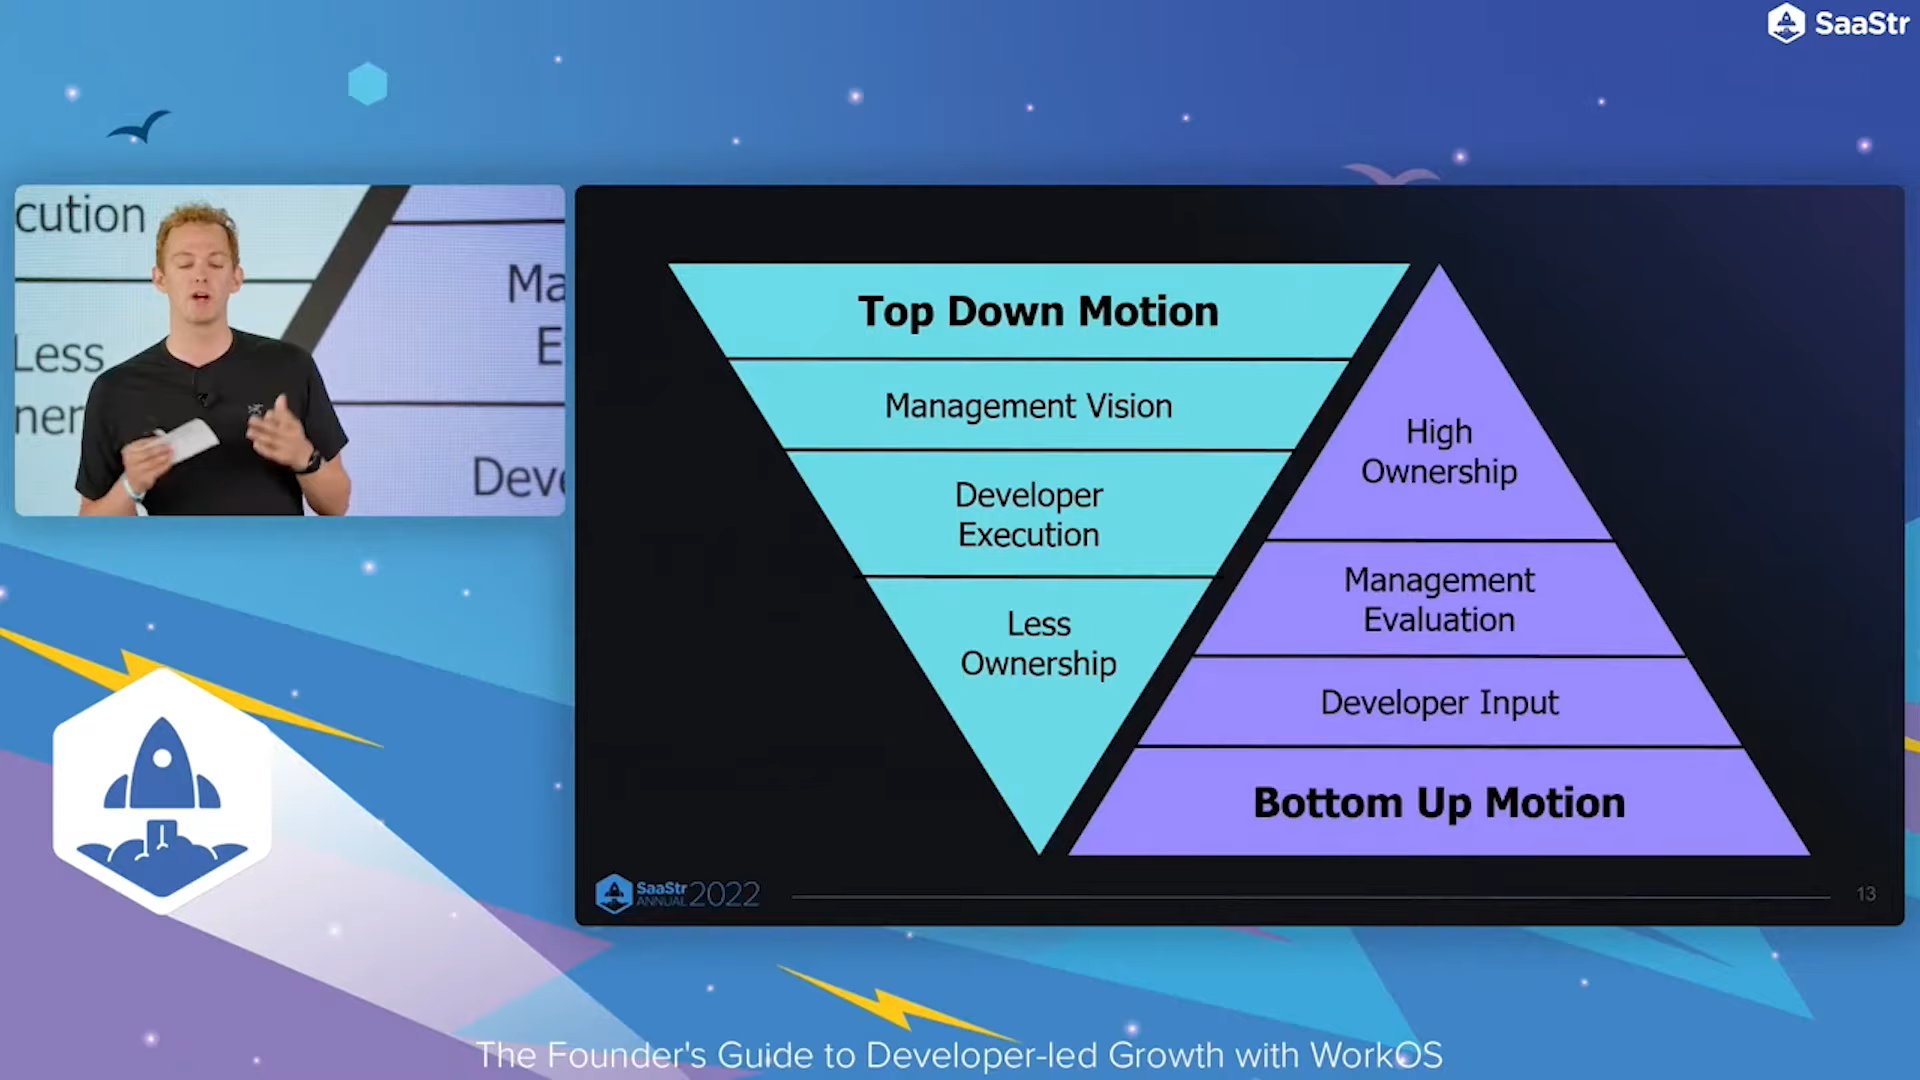 SaaStr
cution
Less
ner
Ma
E
Deve
Top Down Motion
Management Vision
Developer
Execution
Less
Ownership
High
Ownership
Management
Evaluation
Developer Input
Bottom Up Motion
SaaStr
ANNUAL 2022
13
The Founder's Guide to Developer-led Growth with WorkOS